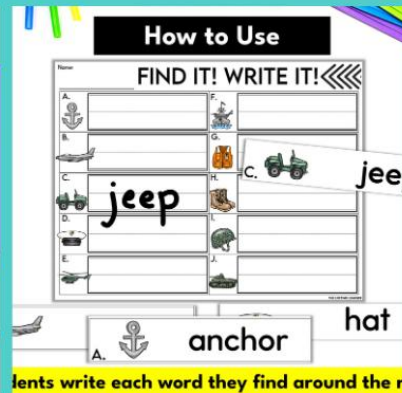 How to Use
Name:
FIND IT! WRITE IT!
A.
F.
B.
G.
C. jeep
H.
D.
I.
E.
J.
C. jee
A. anchor
hat
dents write each word they find around the r